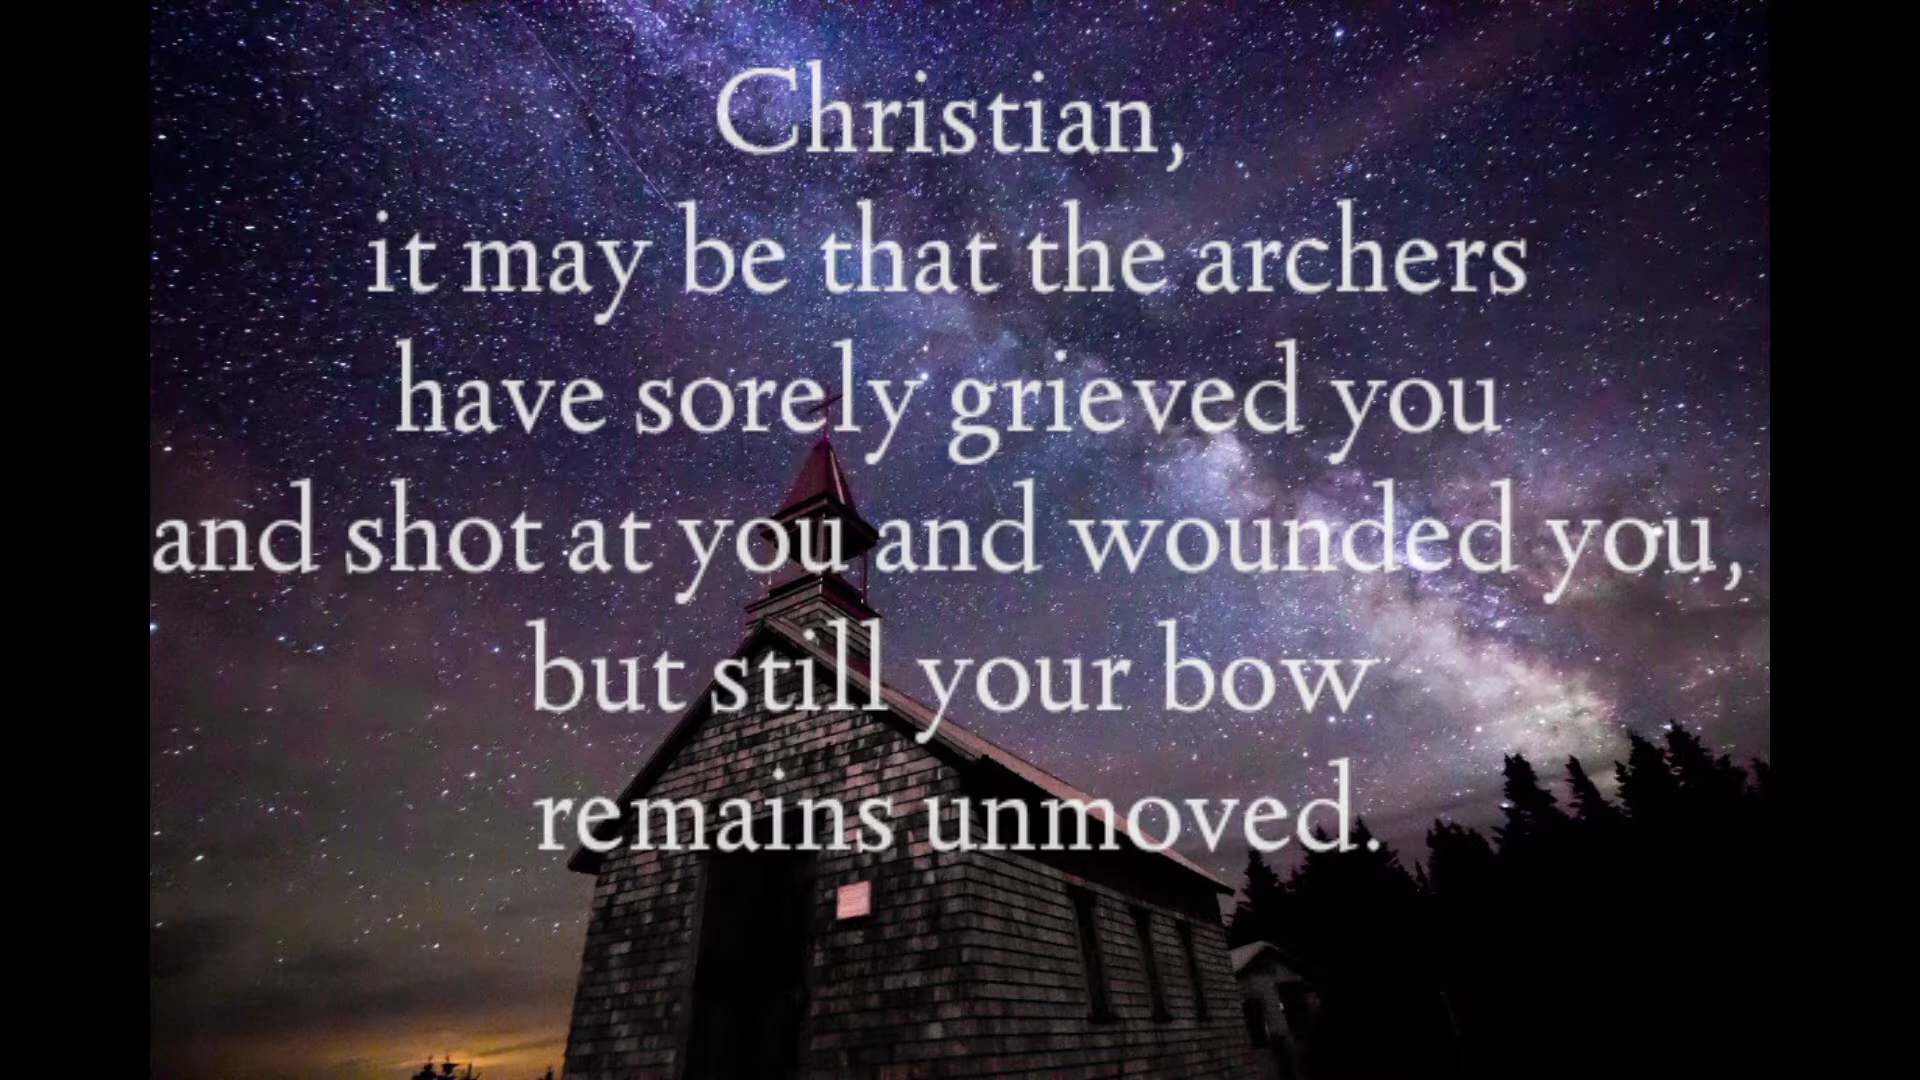 Christian,
it may be that the archers
have sorely grieved you
and shot at you and wounded you,
but still your bow
remains unmoved.